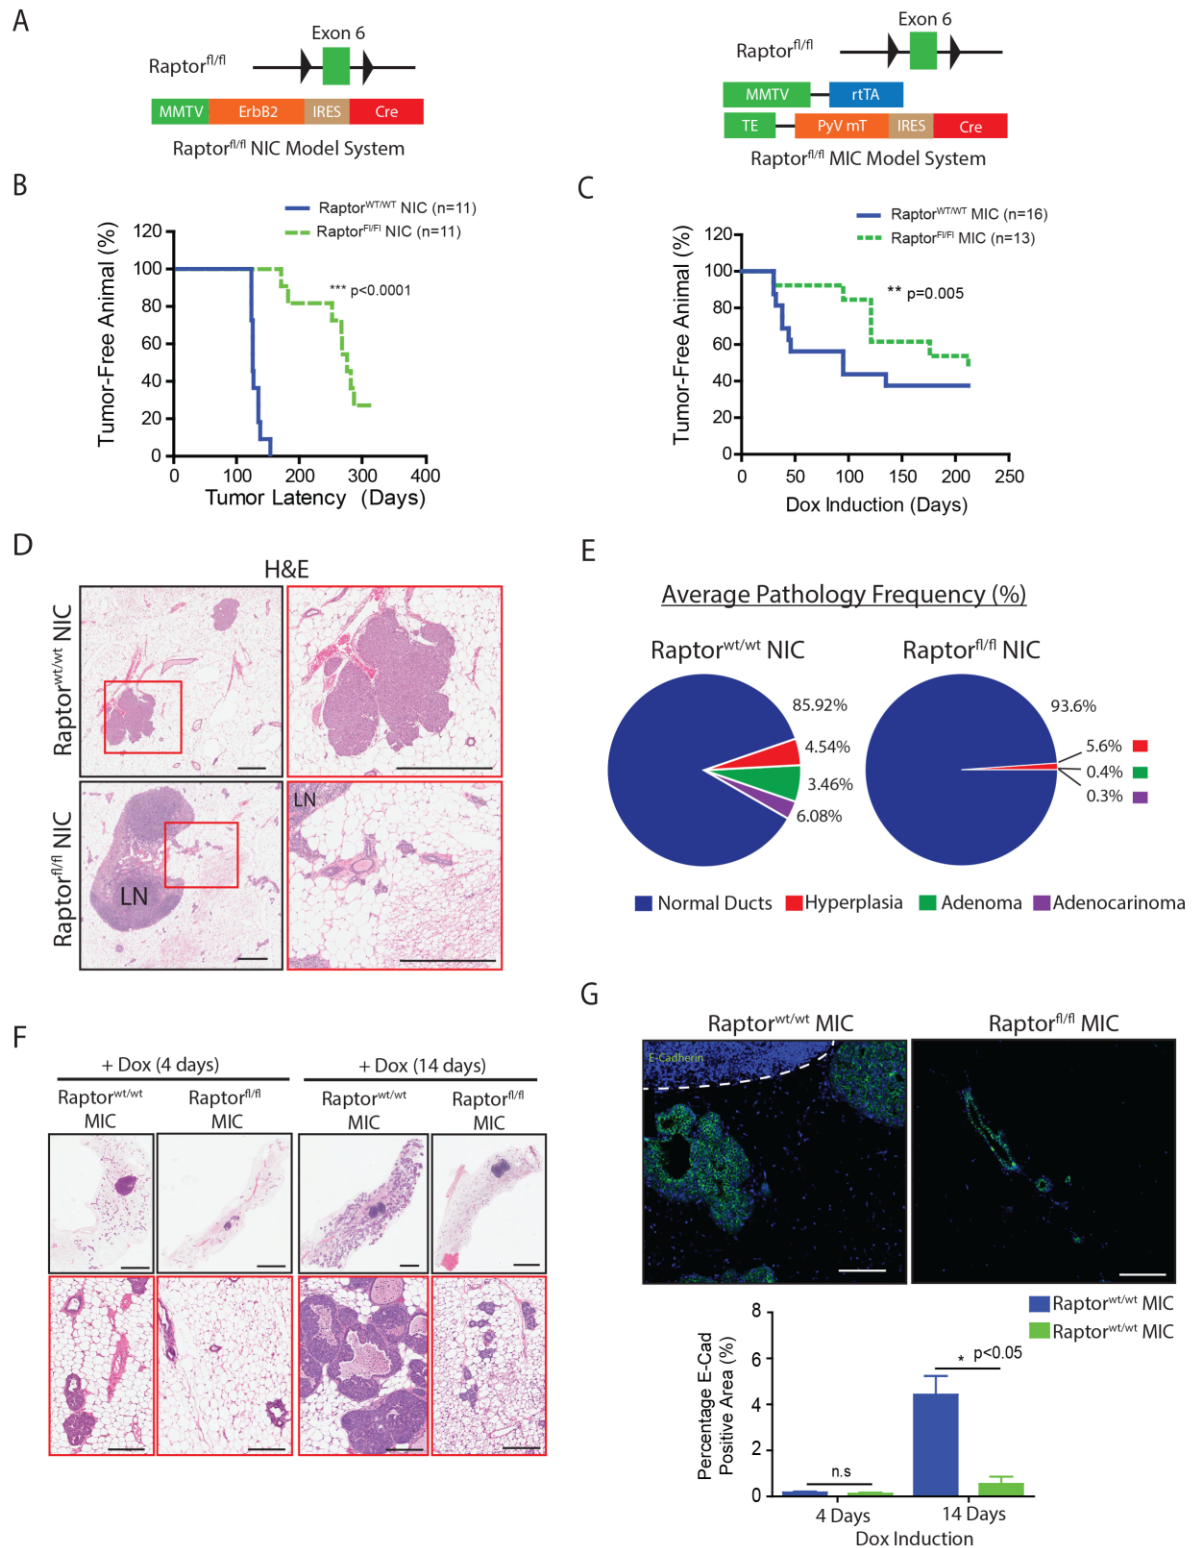 A
Exon 6
Raptorfl/fl
MMTV ErbB2 IRES Cre
Raptorfl/fl NIC Model System
Exon 6
Raptorfl/fl
MMTV rtTA
TE PyV mT IRES Cre
Raptorfl/fl MIC Model System
B
RaptorWT/WT NIC (n=11)
RaptorFl/Fl NIC (n=11)
*** p<0.0001
Tumor-Free Animal (%)
120
100
80
60
40
20
0
0 100 200 300 400
Tumor Latency (Days)
C
RaptorWT/WT MIC (n=16)
RaptorFl/Fl MIC (n=13)
** p=0.005
Tumor-Free Animal (%)
120
100
80
60
40
20
0
0 50 100 150 200 250
Dox Induction (Days)
D
H&E
Raptorwt/wt NIC
Raptorfl/fl NIC
LN
LN
E
Average Pathology Frequency (%)
Raptorwt/wt NIC
85.92%
4.54%
3.46%
6.08%
Raptorfl/fl NIC
93.6%
5.6%
0.4%
0.3%
Normal Ducts Hyperplasia Adenoma Adenocarinoma
F
+ Dox (4 days) + Dox (14 days)
Raptorwt/wt Raptorfl/fl Raptorwt/wt Raptorfl/fl
MIC MIC MIC MIC
G
Raptorwt/wt MIC Raptorfl/fl MIC
E-Cadherin
Raptorwt/wt MIC
Raptorwt/wt MIC
Percentage E-Cad
Positive Area (%)
8
6
4
2
0
n.s
* p<0.05
4 Days 14 Days
Dox Induction